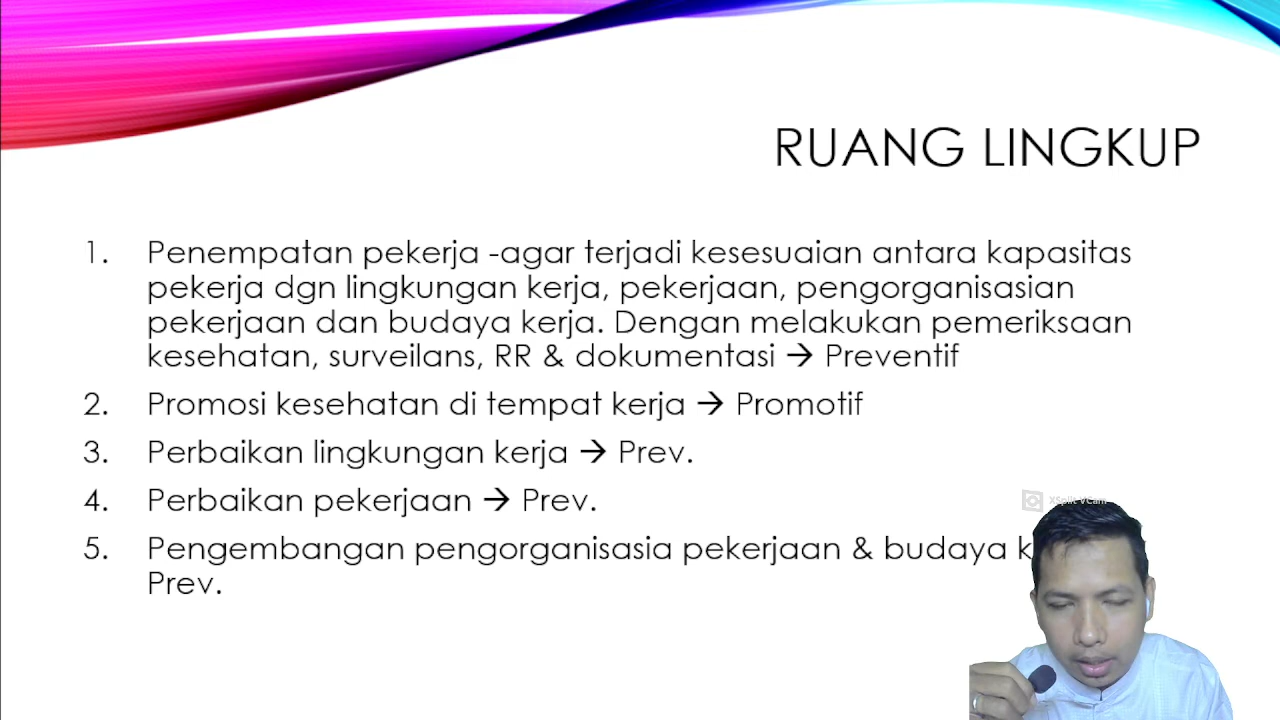 RUANG LINGKUP
1. Penempatan pekerja -agar terjadi kesesuaian antara kapasitas
pekerja dgn lingkungan kerja, pekerjaan, pengorganisasian
pekerjaan dan budaya kerja. Dengan melakukan pemeriksaan
kesehatan, surveilans, RR & dokumentasi → Preventif
2. Promosi kesehatan di tempat kerja → Promotif
3. Perbaikan lingkungan kerja → Prev.
4. Perbaikan pekerjaan → Prev.
XSplit VCam
5. Pengembangan pengorganisasia pekerjaan & budaya
Prev.